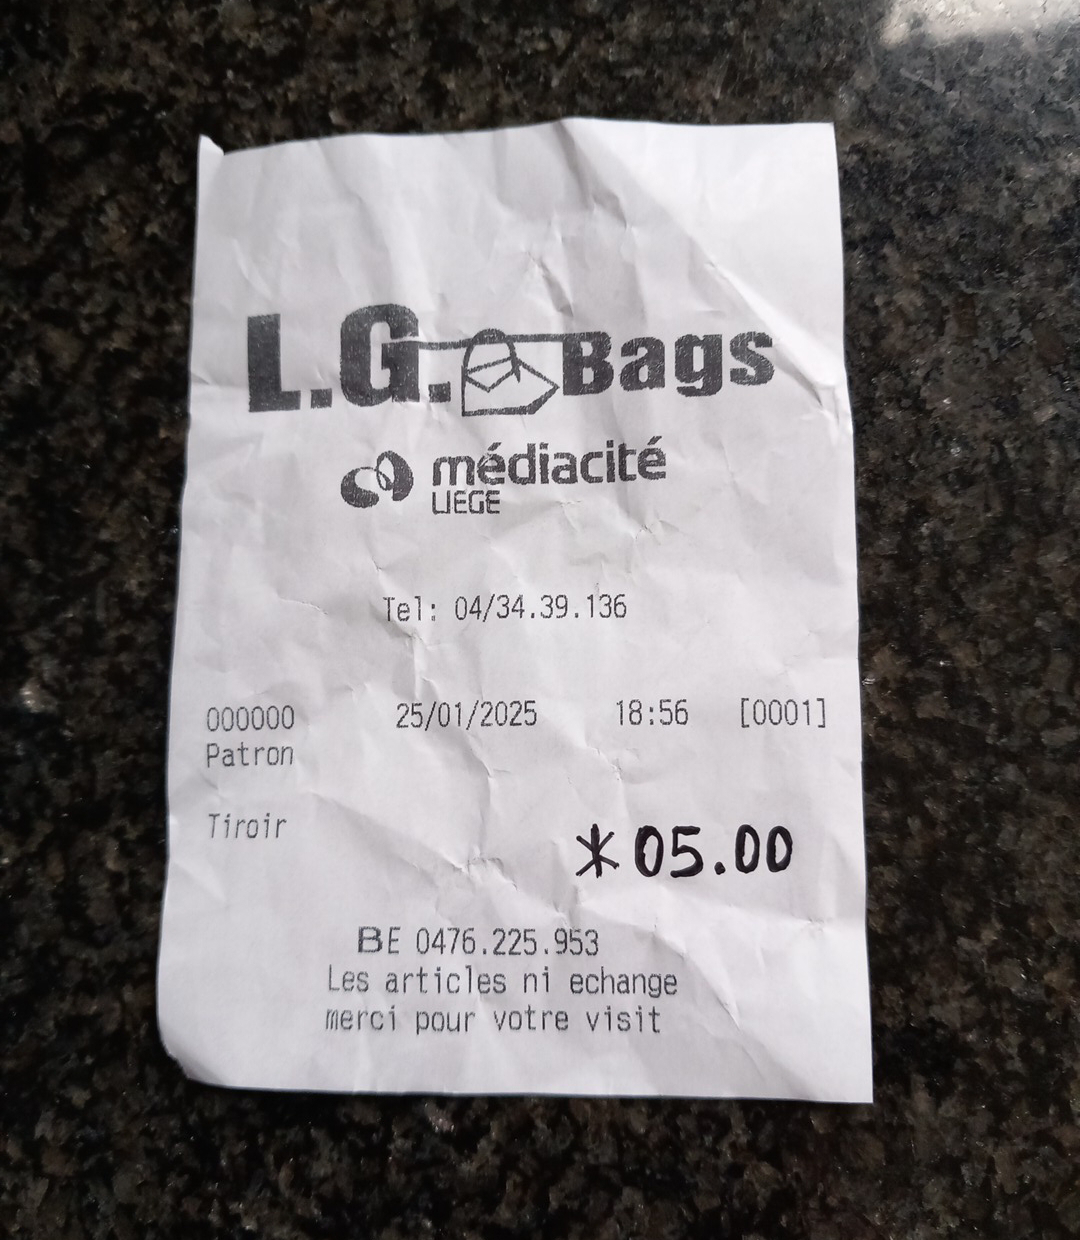 L.G. Bags
médiacité
LIEGE
Tel: 04/34.39.136
000000 25/01/2025 18:56 [0001]
Patron
Tiroir
*05.00
BE 0476.225.953
Les articles ni echange
merci pour votre visit